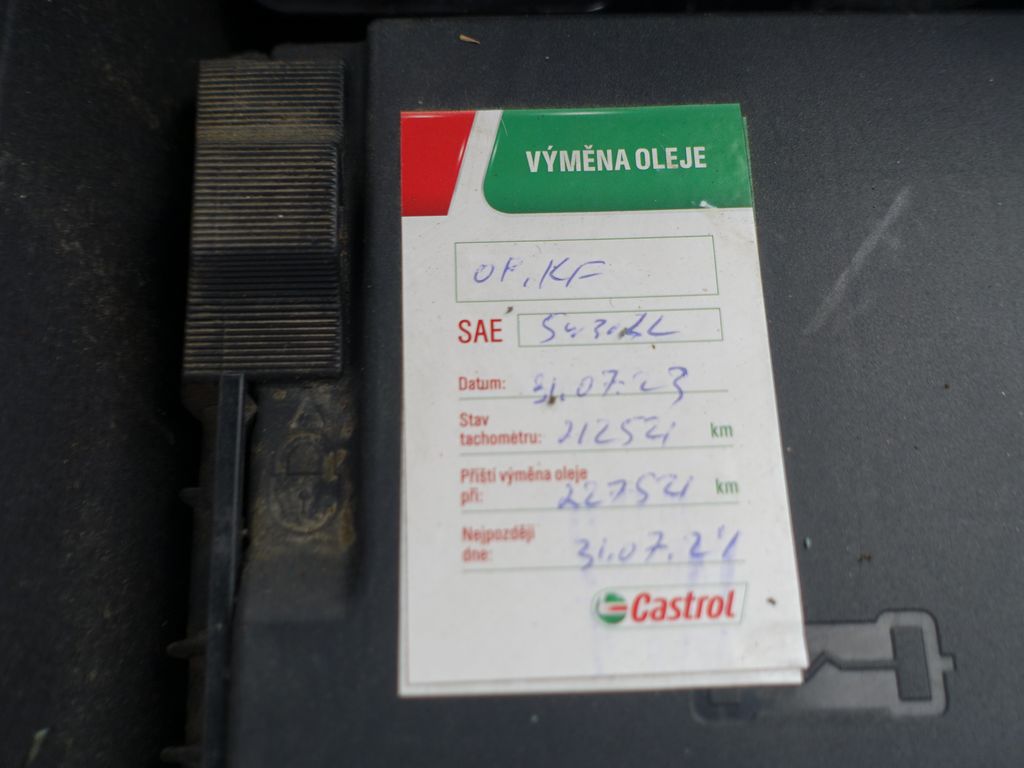 VÝMĚNA OLEJE
OF, KF
SAE
Datum: 31.07.23
Stav
tachometru: 212521 km
Příští výměna oleje
při: 227521 km
Nejpozději
dne: 31.07.24
Castrol